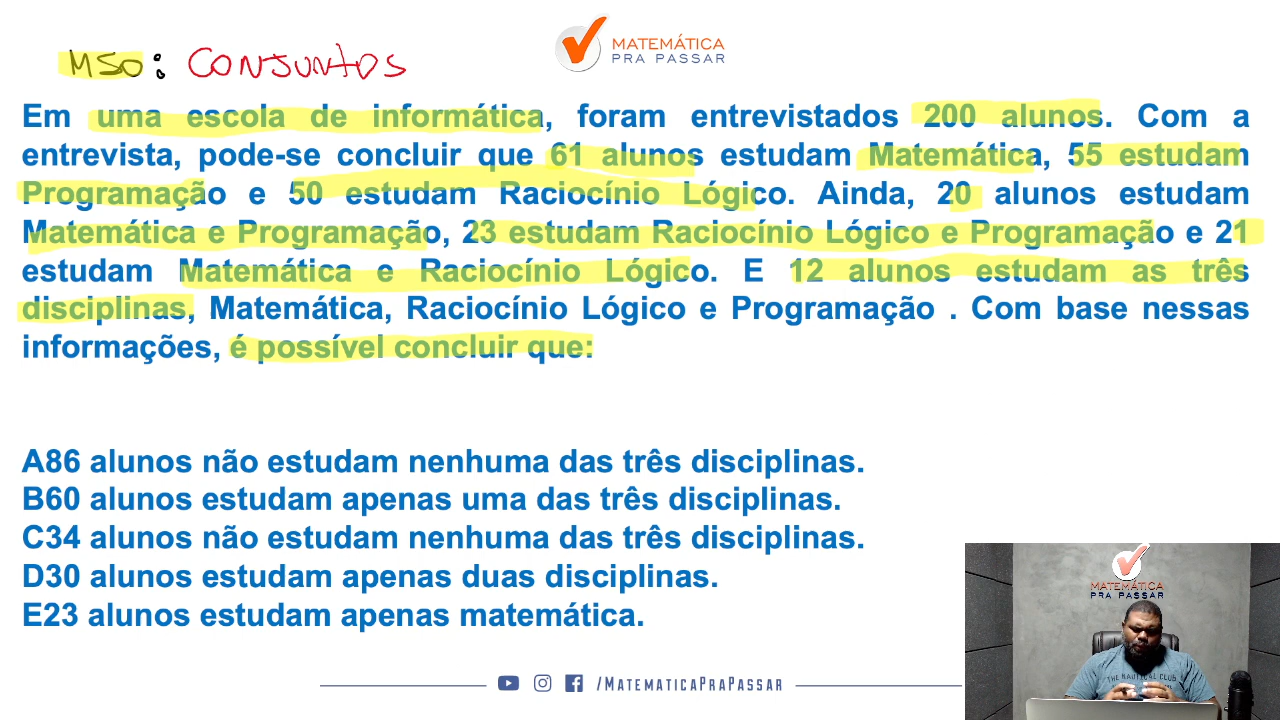 MATEMÁTICA
PRA PASSAR
MSO: CONJUNTOS
Em uma escola de informática, foram entrevistados 200 alunos. Com a
entrevista, pode-se concluir que 61 alunos estudam Matemática, 55 estudam
Programação e 50 estudam Raciocínio Lógico. Ainda, 20 alunos estudam
Matemática e Programação, 23 estudam Raciocínio Lógico e Programação e 21
estudam Matemática e Raciocínio Lógico. E 12 alunos estudam as três
disciplinas, Matemática, Raciocínio Lógico e Programação . Com base nessas
informações, é possível concluir que:
A86 alunos não estudam nenhuma das três disciplinas.
B60 alunos estudam apenas uma das três disciplinas.
C34 alunos não estudam nenhuma das três disciplinas.
D30 alunos estudam apenas duas disciplinas.
E23 alunos estudam apenas matemática.
MATEMÁTICA
PRA PASSAR
THE NAUTICAL CLUB
/MATEMATICAPRAPASSAR